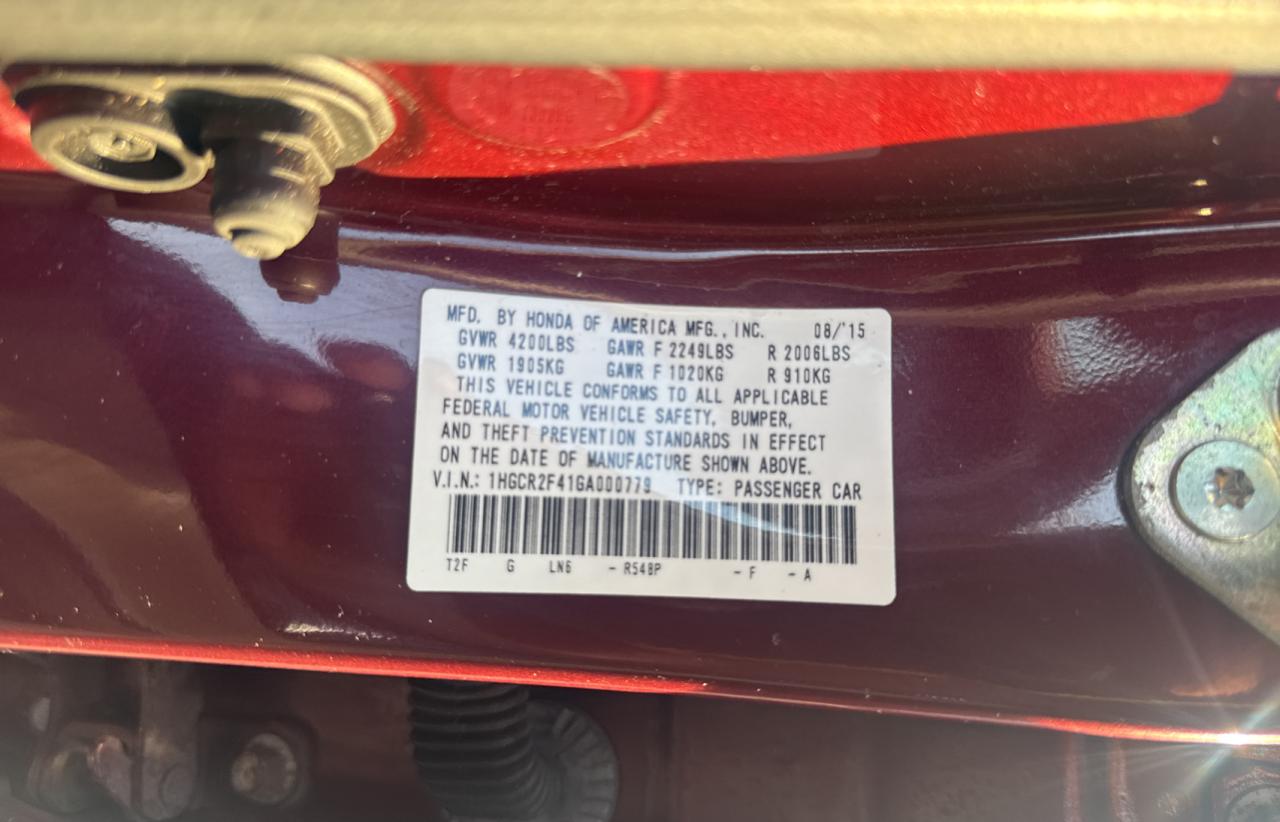 MFD. BY HONDA OF AMERICA MFG., INC. 08/'15
GVWR 4200LBS GAWR F 2249LBS R 2006LBS
GVWR 1905KG GAWR F 1020KG R 910KG
THIS VEHICLE CONFORMS TO ALL APPLICABLE
FEDERAL MOTOR VEHICLE SAFETY, BUMPER,
AND THEFT PREVENTION STANDARDS IN EFFECT
ON THE DATE OF MANUFACTURE SHOWN ABOVE.
V.I.N.: 1HGCR2F41GA000779 TYPE: PASSENGER CAR
T2F G LN6 - R548P - F - A